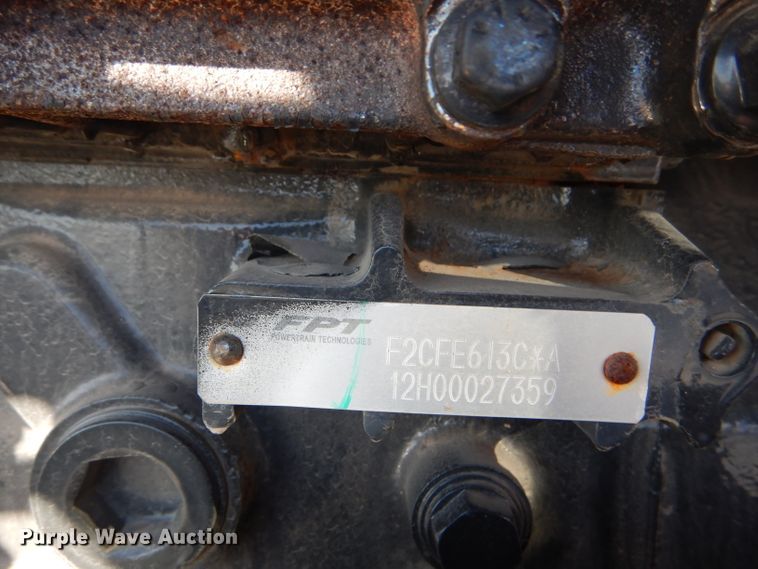 FPT
POWERTRAIN TECHNOLOGIES
F2CFE613C*A
12H00027359
Purple Wave Auction